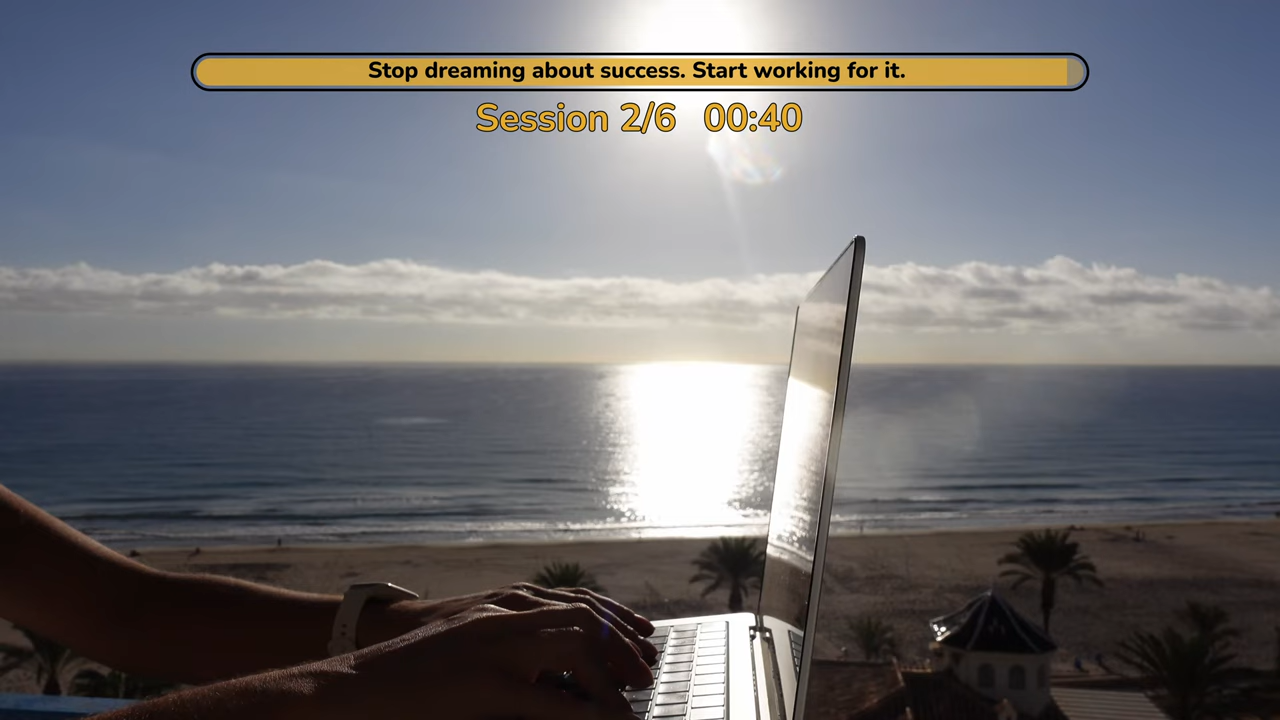 Stop dreaming about success. Start working for it.
Session 2/6 00:40